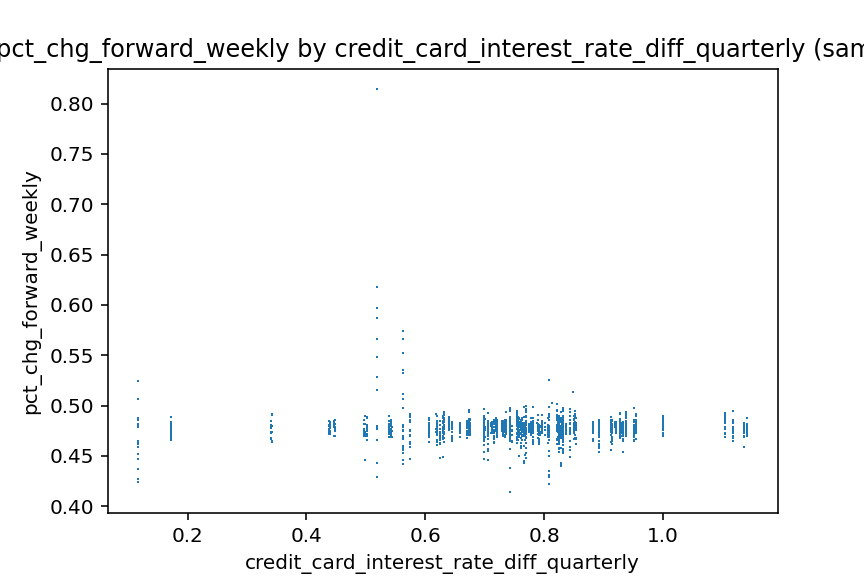 pct_chg_forward_weekly by credit_card_interest_rate_diff_quarterly (sam
0.80
0.75
0.70
0.65
0.60
0.55
0.50
0.45
0.40
pct_chg_forward_weekly
0.2 0.4 0.6 0.8 1.0
credit_card_interest_rate_diff_quarterly